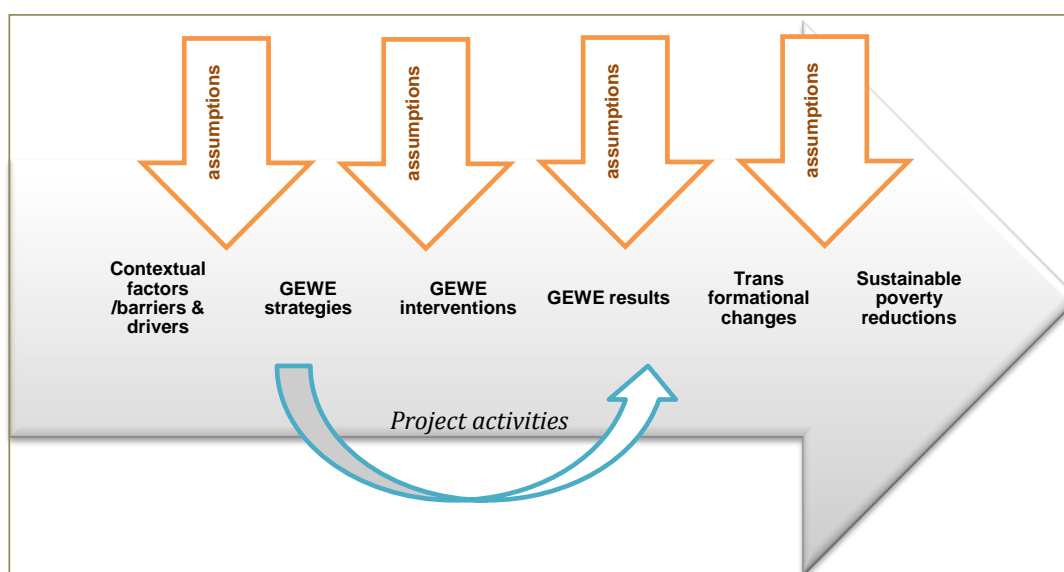 assumptions
assumptions
assumptions
assumptions
Contextual
factors
/barriers &
drivers
GEWE
strategies
GEWE
interventions
GEWE results
Trans
formational
changes
Sustainable
poverty
reductions
Project activities